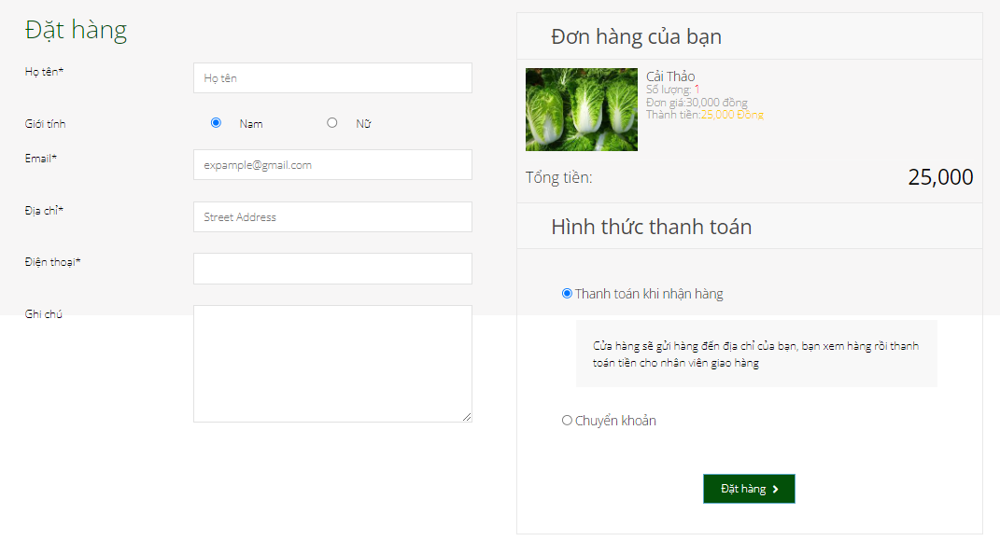 Đặt hàng
Họ tên*
Họ tên
Giới tính
Nam
Nữ
Email*
expample@gmail.com
Địa chỉ*
Street Address
Điện thoại*
Ghi chú
Đơn hàng của bạn
Cải Thảo
Số lượng: 1
Đơn giá:30,000 đồng
Thành tiền:25,000 Đồng
Tổng tiền:
25,000
Hình thức thanh toán
Thanh toán khi nhận hàng
Cửa hàng sẽ gửi hàng đến địa chỉ của bạn, bạn xem hàng rồi thanh
toán tiền cho nhân viên giao hàng
Chuyển khoản
Đặt hàng